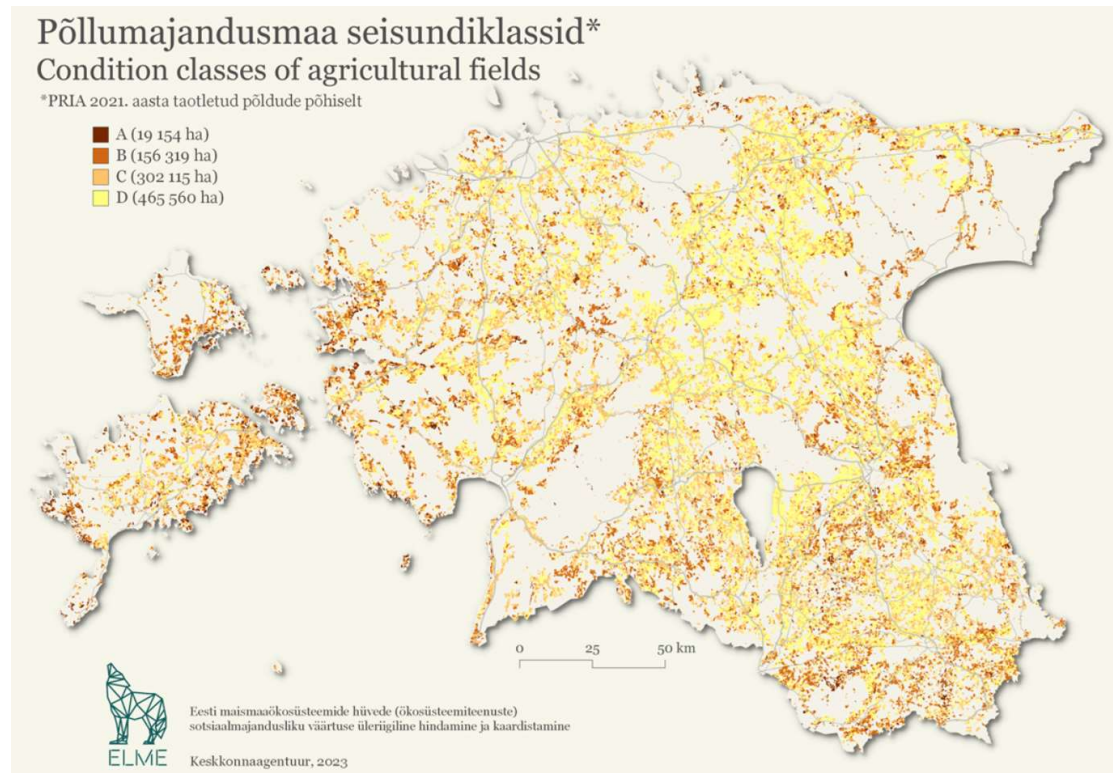 Põllumajandusmaa seisundiklassid*
Condition classes of agricultural fields
*PRIA 2021. aasta taotletud põldude põhiselt
A (19 154 ha)
B (156 319 ha)
C (302 115 ha)
D (465 560 ha)
0 25 50 km
Eesti maismaaökosüsteemide hüvede (ökosüsteemiteenuste)
sotsiaalmajandusliku väärtuse üleriigiline hindamine ja kaardistamine
ELME
Keskkonnaagentuur, 2023